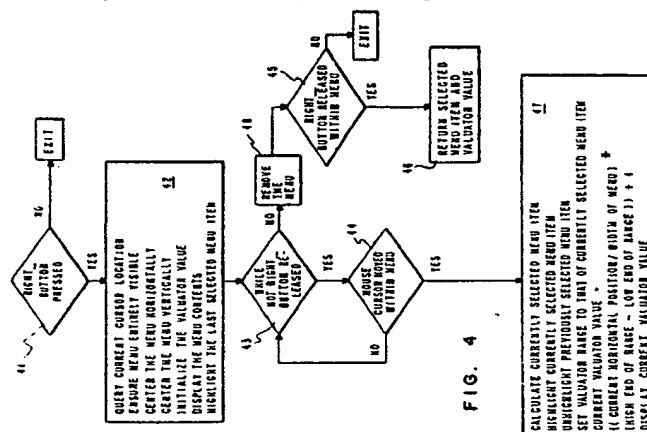 41
RIGHT
BUTTON
PRESSED
NO
EXIT
YES
42
QUERY CURRENT CURSOR LOCATION
ENSURE MENU ENTIRELY VISIBLE
CENTER THE MENU HORIZONTALLY
CENTER THE MENU VERTICALLY
INITIALIZE THE VALUATOR VALUE
DISPLAY THE MENU CONTENTS
HIGHLIGHT THE LAST SELECTED MENU ITEM
43
WHILE
NOT RIGHT
BUTTON RE-
LEASED
NO
48
REMOVE
THE MENU
45
RIGHT
BUTTON RELEASED
WITHIN MENU
NO
EXIT
YES
46
RETURN SELECTED
MENU ITEM AND
VALUATOR VALUE
YES
44
MOUSE
CURSOR MOVED
WITHIN MENU
NO
YES
47
CALCULATE CURRENTLY SELECTED MENU ITEM
HIGHLIGHT CURRENTLY SELECTED MENU ITEM
UNHIGHLIGHT PREVIOUSLY SELECTED MENU ITEM
SET VALUATOR RANGE TO THAT OF CURRENTLY SELECTED MENU ITEM
CURRENT VALUATOR VALUE =
(( CURRENT HORIZONTAL POSITION / WIDTH OF MENU) *
(HIGH END OF RANGE - LOW END OF RANGE)) +
DISPLAY CURRENT VALUATOR VALUE
FIG. 4